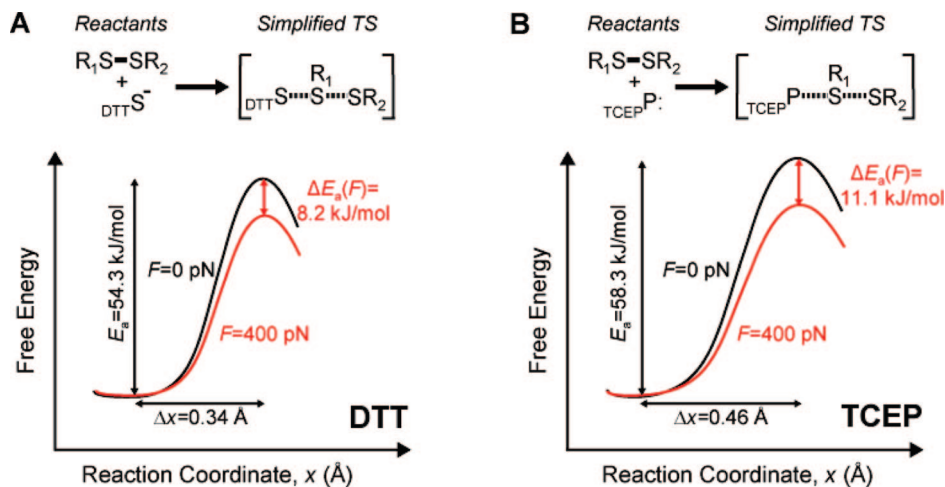 A
Reactants
Simplified TS
R₁S–SR₂
+
DTTS⁻
R₁
DTTS····S····SR₂
Free Energy
Eₐ=54.3 kJ/mol
F=0 pN
F=400 pN
ΔEₐ(F)=
8.2 kJ/mol
Δx=0.34 Å
DTT
Reaction Coordinate, x (Å)
B
Reactants
Simplified TS
R₁S–SR₂
+
TCEPP:
R₁
TCEPP····S····SR₂
Free Energy
Eₐ=58.3 kJ/mol
F=0 pN
F=400 pN
ΔEₐ(F)=
11.1 kJ/mol
Δx=0.46 Å
TCEP
Reaction Coordinate, x (Å)